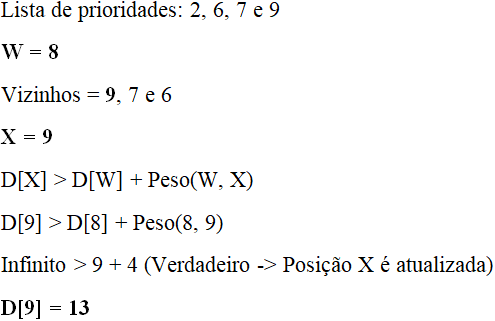 Lista de prioridades: 2, 6, 7 e 9
W = 8
Vizinhos = 9, 7 e 6
X = 9
D[X] > D[W] + Peso(W, X)
D[9] > D[8] + Peso(8, 9)
Infinito > 9 + 4 (Verdadeiro -> Posição X é atualizada)
D[9] = 13